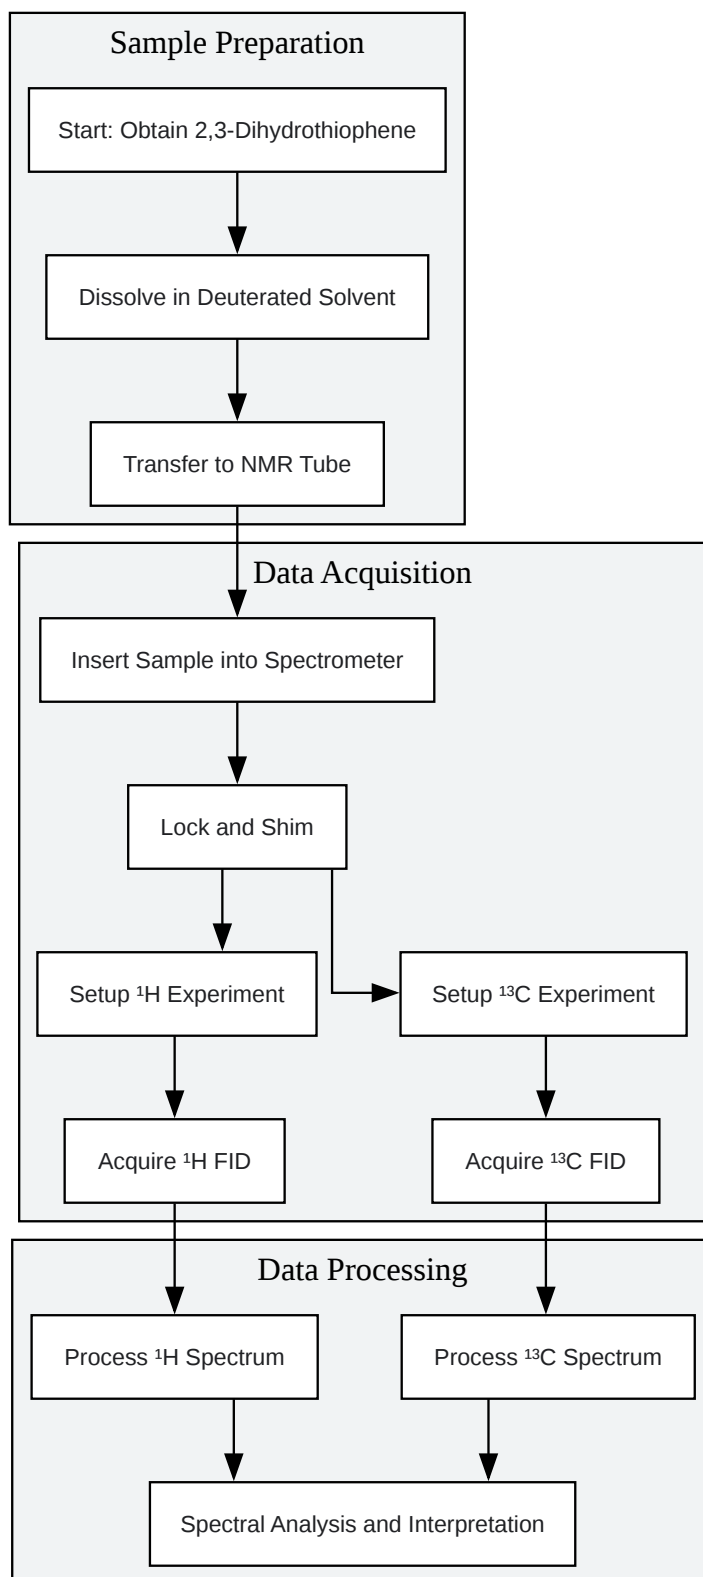 Sample Preparation
Start: Obtain 2,3-Dihydrothiophene
Dissolve in Deuterated Solvent
Transfer to NMR Tube
Data Acquisition
Insert Sample into Spectrometer
Lock and Shim
Setup ¹H Experiment
Setup ¹³C Experiment
Acquire ¹H FID
Acquire ¹³C FID
Data Processing
Process ¹H Spectrum
Process ¹³C Spectrum
Spectral Analysis and Interpretation